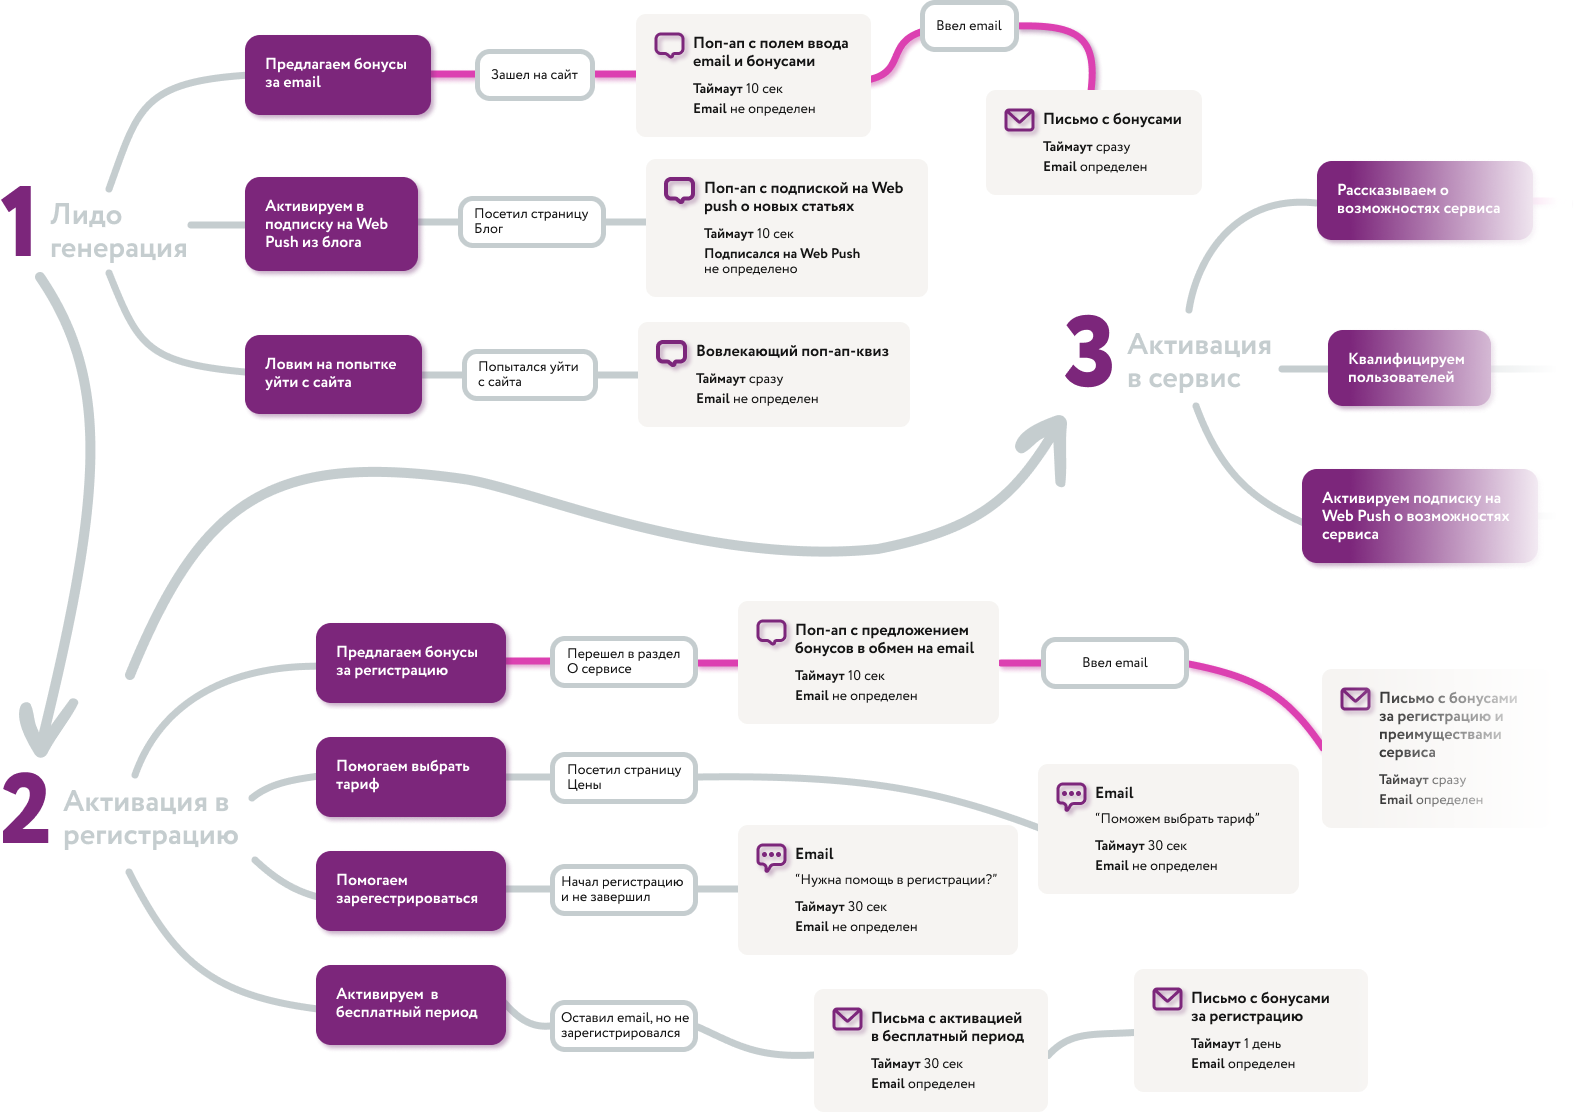 1
Лидо
генерация
Предлагаем бонусы
за email
Зашел на сайт
Поп-ап с полем ввода
email и бонусами
Таймаут 10 сек
Email не определен
Ввел email
Письмо с бонусами
Таймаут сразу
Email определен
Активируем в
подписку на Web
Push из блога
Посетил страницу
Блог
Поп-ап с подпиской на Web
push о новых статьях
Таймаут 10 сек
Подписался на Web Push
не определено
Ловим на попытке
уйти с сайта
Попытался уйти
с сайта
Вовлекающий поп-ап-квиз
Таймаут сразу
Email не определен
3
Активация
в сервис
Рассказываем о
возможностях сервиса
Квалифицируем
пользователей
Активируем подписку на
Web Push о возможностях
сервиса
2
Активация в
регистрацию
Предлагаем бонусы
за регистрацию
Перешел в раздел
О сервисе
Поп-ап с предложением
бонусов в обмен на email
Таймаут 10 сек
Email не определен
Ввел email
Письмо с бонусами
за регистрацию и
преимуществами
сервиса
Таймаут сразу
Email определен
Помогаем выбрать
тариф
Посетил страницу
Цены
Email
“Поможем выбрать тариф”
Таймаут 30 сек
Email не определен
Помогаем
зарегестрироваться
Начал регистрацию
и не завершил
Email
“Нужна помощь в регистрации?”
Таймаут 30 сек
Email не определен
Активируем в
бесплатный период
Оставил email, но не
зарегистрировался
Письма с активацией
в бесплатный период
Таймаут 30 сек
Email определен
Письмо с бонусами
за регистрацию
Таймаут 1 день
Email определен